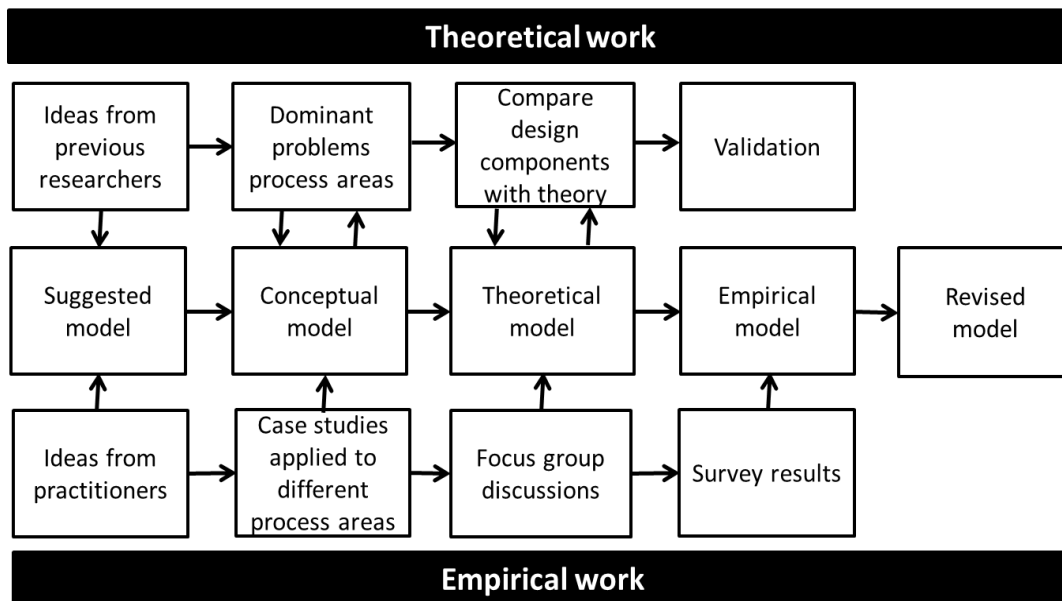 Theoretical work
Ideas from
previous
researchers
Dominant
problems
process areas
Compare
design
components
with theory
Validation
Suggested
model
Conceptual
model
Theoretical
model
Empirical
model
Revised
model
Ideas from
practitioners
Case studies
applied to
different
process areas
Focus group
discussions
Survey results
Empirical work